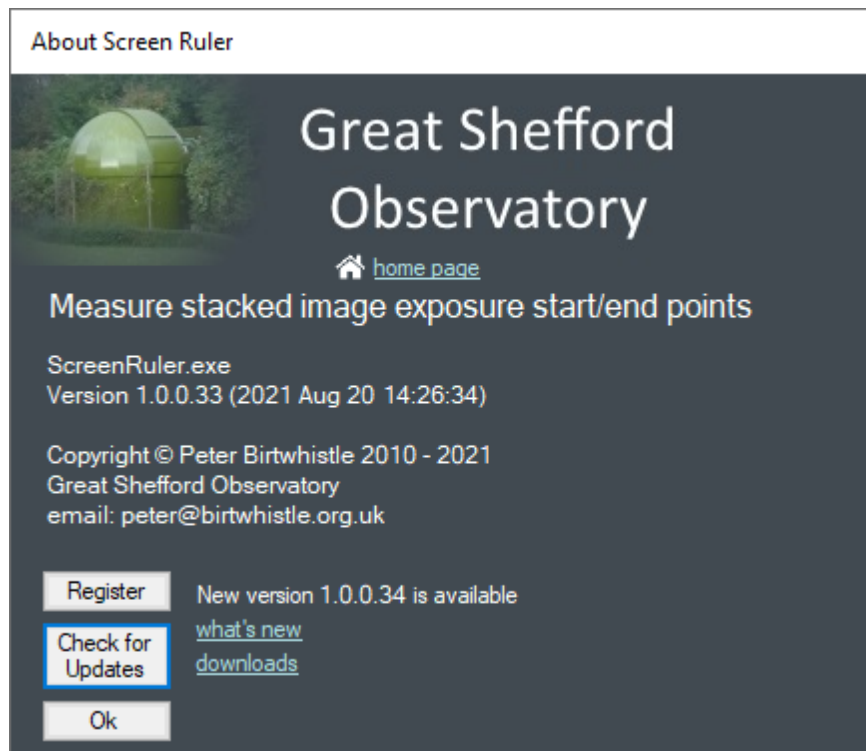 About Screen Ruler
Great Shefford
Observatory
home page
Measure stacked image exposure start/end points
ScreenRuler.exe
Version 1.0.0.33 (2021 Aug 20 14:26:34)
Copyright © Peter Birtwhistle 2010 - 2021
Great Shefford Observatory
email: peter@birtwhistle.org.uk
Register
New version 1.0.0.34 is available
Check for
Updates
what's new
downloads
Ok